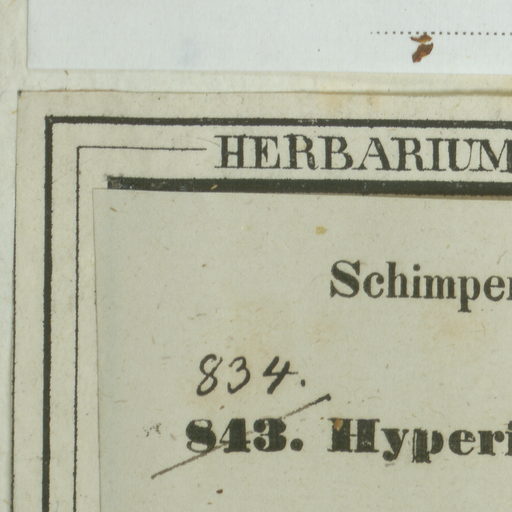 HERBARIUM
Schimper
834.
843. Hyperi